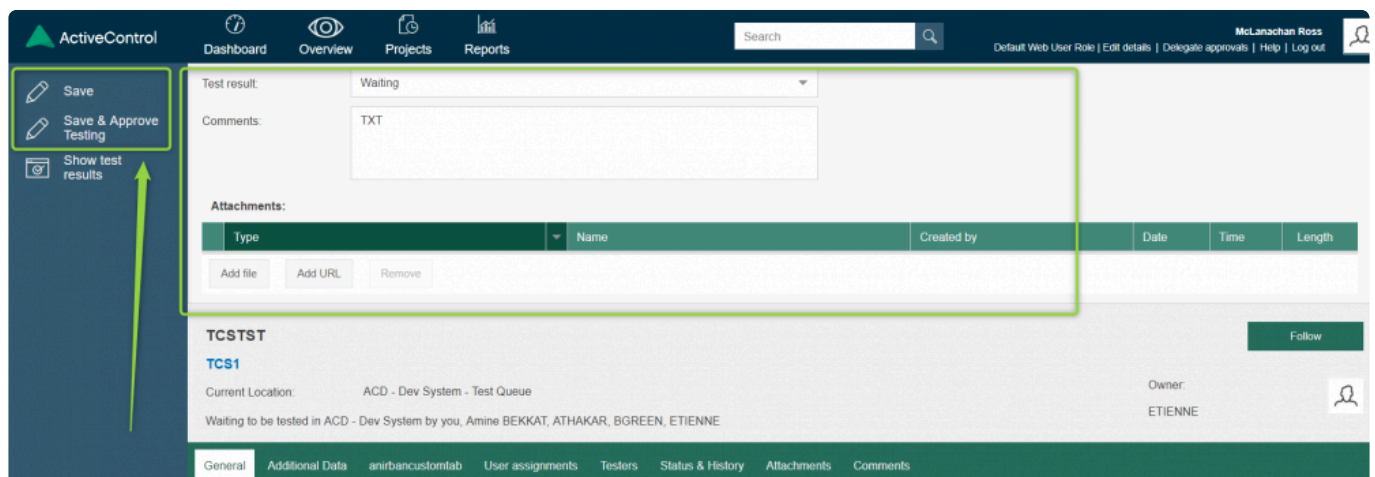 ActiveControl
Dashboard Overview Projects Reports
Search
McLanachan Ross
Default Web User Role | Edit details | Delegate approvals | Help | Log out
Save
Save & Approve
Testing
Show test
results
Test result: Waiting
Comments: TXT
Attachments:
Type Name Created by Date Time Length
Add file Add URL Remove
TCSTST
Follow
TCS1
Current Location: ACD - Dev System - Test Queue
Owner:
ETIENNE
Waiting to be tested in ACD - Dev System by you, Amine BEKKAT, ATHAKAR, BGREEN, ETIENNE
General Additional Data anirbancustomtab User assignments Testers Status & History Attachments Comments